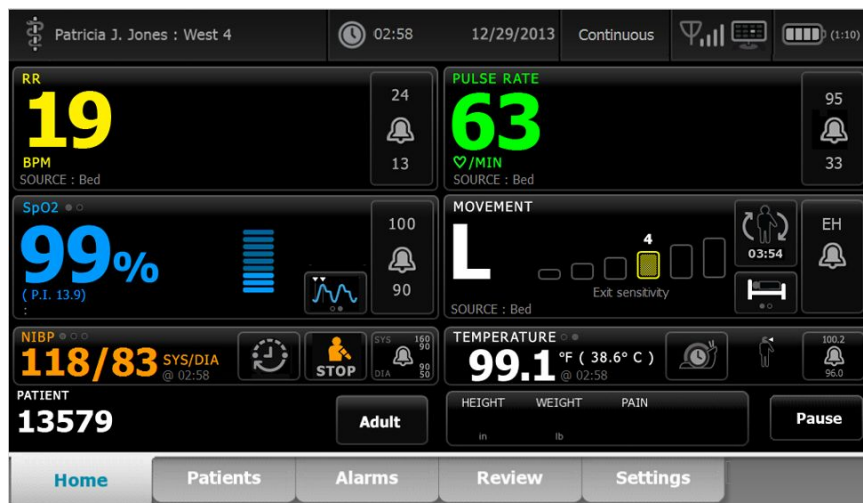 Patricia J. Jones : West 4
02:58
12/29/2013
Continuous
(1:10)
RR
19
BPM
SOURCE : Bed
24
13
PULSE RATE
63
♡/MIN
SOURCE : Bed
95
33
SpO2
99%
( P.I. 13.9)
:
100
90
MOVEMENT
L
SOURCE : Bed
4
Exit sensitivity
03:54
EH
NIBP
118/83 SYS/DIA
@ 02:58
STOP
SYS 160
90
DIA 90
50
TEMPERATURE
99.1 °F ( 38.6° C )
@ 02:58
100.2
96.0
PATIENT
13579
Adult
HEIGHT WEIGHT PAIN
in lb
Pause
Home Patients Alarms Review Settings